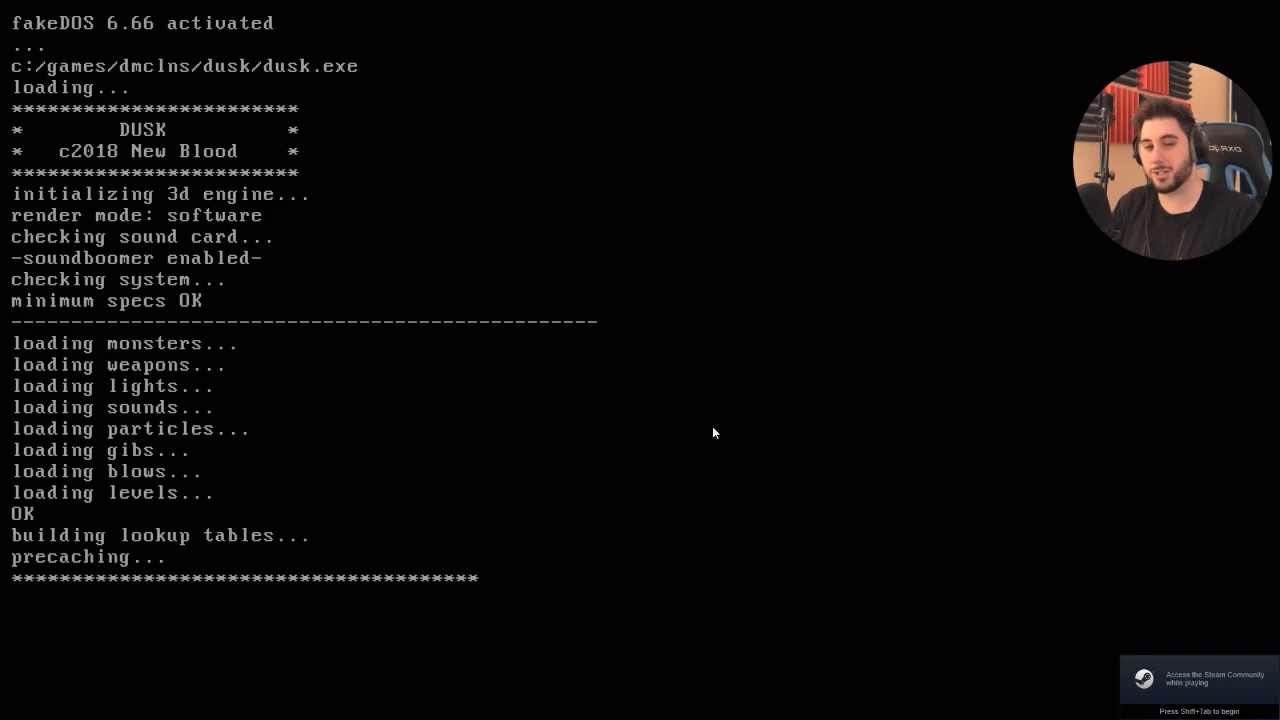 fakeDOS 6.66 activated
...
c:/games/dmclns/dusk/dusk.exe
loading...
************************
* DUSK *
* c2018 New Blood *
************************
initializing 3d engine...
render mode: software
checking sound card...
-soundboomer enabled-
checking system...
minimum specs OK
-------------------------------------------------
loading monsters...
loading weapons...
loading lights...
loading sounds...
loading particles...
loading gibs...
loading blows...
loading levels...
OK
building lookup tables...
precaching...
***************************************
Access the Steam Community
while playing
Press Shift+Tab to begin